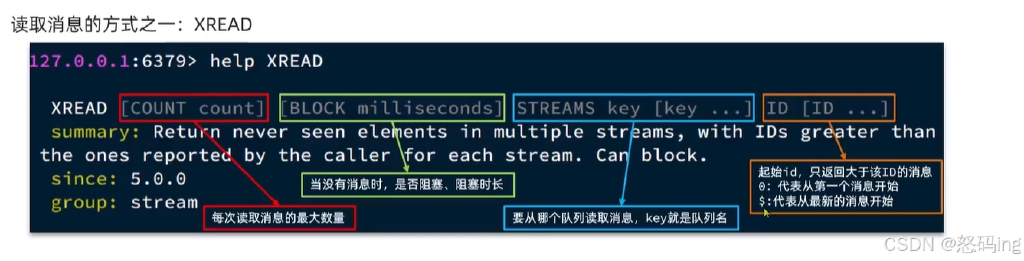 读取消息的方式之一：XREAD
127.0.0.1:6379> help XREAD
XREAD [COUNT count] [BLOCK milliseconds] STREAMS key [key ...] ID [ID ...]
summary: Return never seen elements in multiple streams, with IDs greater than
the ones reported by the caller for each stream. Can block.
since: 5.0.0
group: stream
当没有消息时，是否阻塞、阻塞时长
每次读取消息的最大数量
要从哪个队列读取消息，key就是队列名
起始id，只返回大于该ID的消息
0: 代表从第一个消息开始
$:代表从最新的消息开始
CSDN @怒码ing